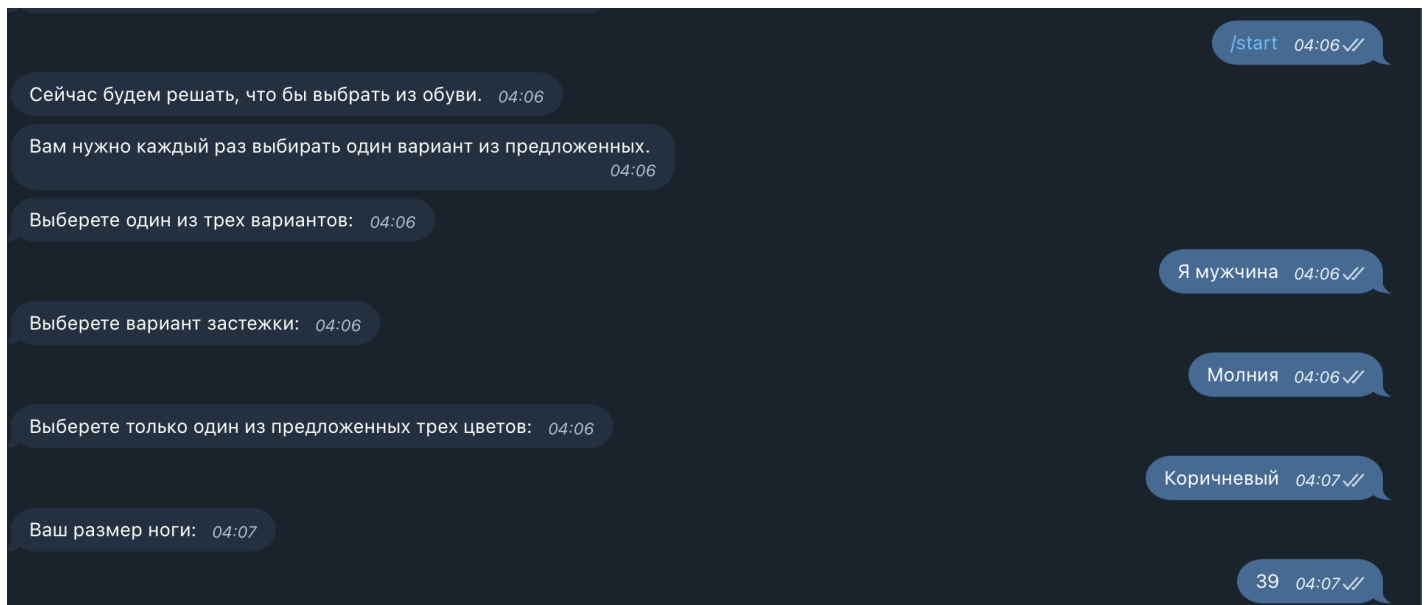 /start 04:06
Сейчас будем решать, что бы выбрать из обуви. 04:06
Вам нужно каждый раз выбирать один вариант из предложенных.
04:06
Выберете один из трех вариантов: 04:06
Я мужчина 04:06
Выберете вариант застежки: 04:06
Молния 04:06
Выберете только один из предложенных трех цветов: 04:06
Коричневый 04:07
Ваш размер ноги: 04:07
39 04:07